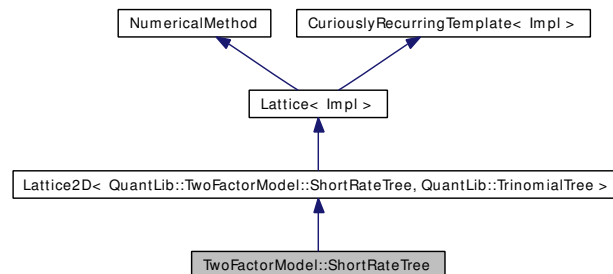 NumericalMethod
CuriouslyRecurringTemplate< Impl >
Lattice< Impl >
Lattice2D< QuantLib::TwoFactorModel::ShortRateTree, QuantLib::TrinomialTree >
TwoFactorModel::ShortRateTree